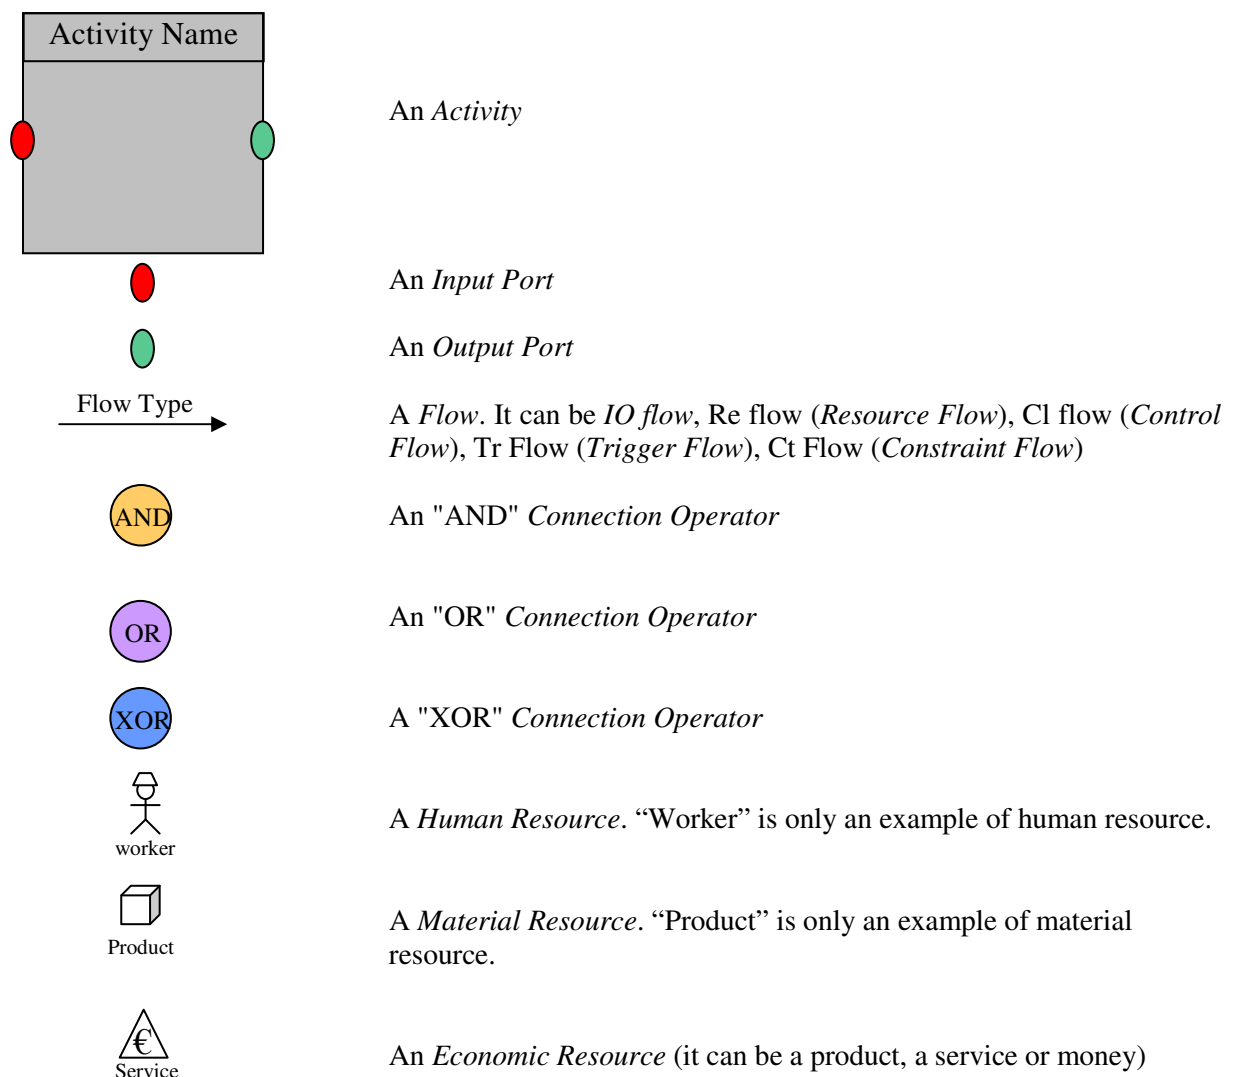 Activity Name
An Activity
An Input Port
An Output Port
Flow Type
A Flow. It can be IO flow, Re flow (Resource Flow), Cl flow (Control
Flow), Tr Flow (Trigger Flow), Ct Flow (Constraint Flow)
AND
An "AND" Connection Operator
OR
An "OR" Connection Operator
XOR
A "XOR" Connection Operator
worker
A Human Resource. “Worker” is only an example of human resource.
Product
A Material Resource. “Product” is only an example of material
resource.
€
Service
An Economic Resource (it can be a product, a service or money)